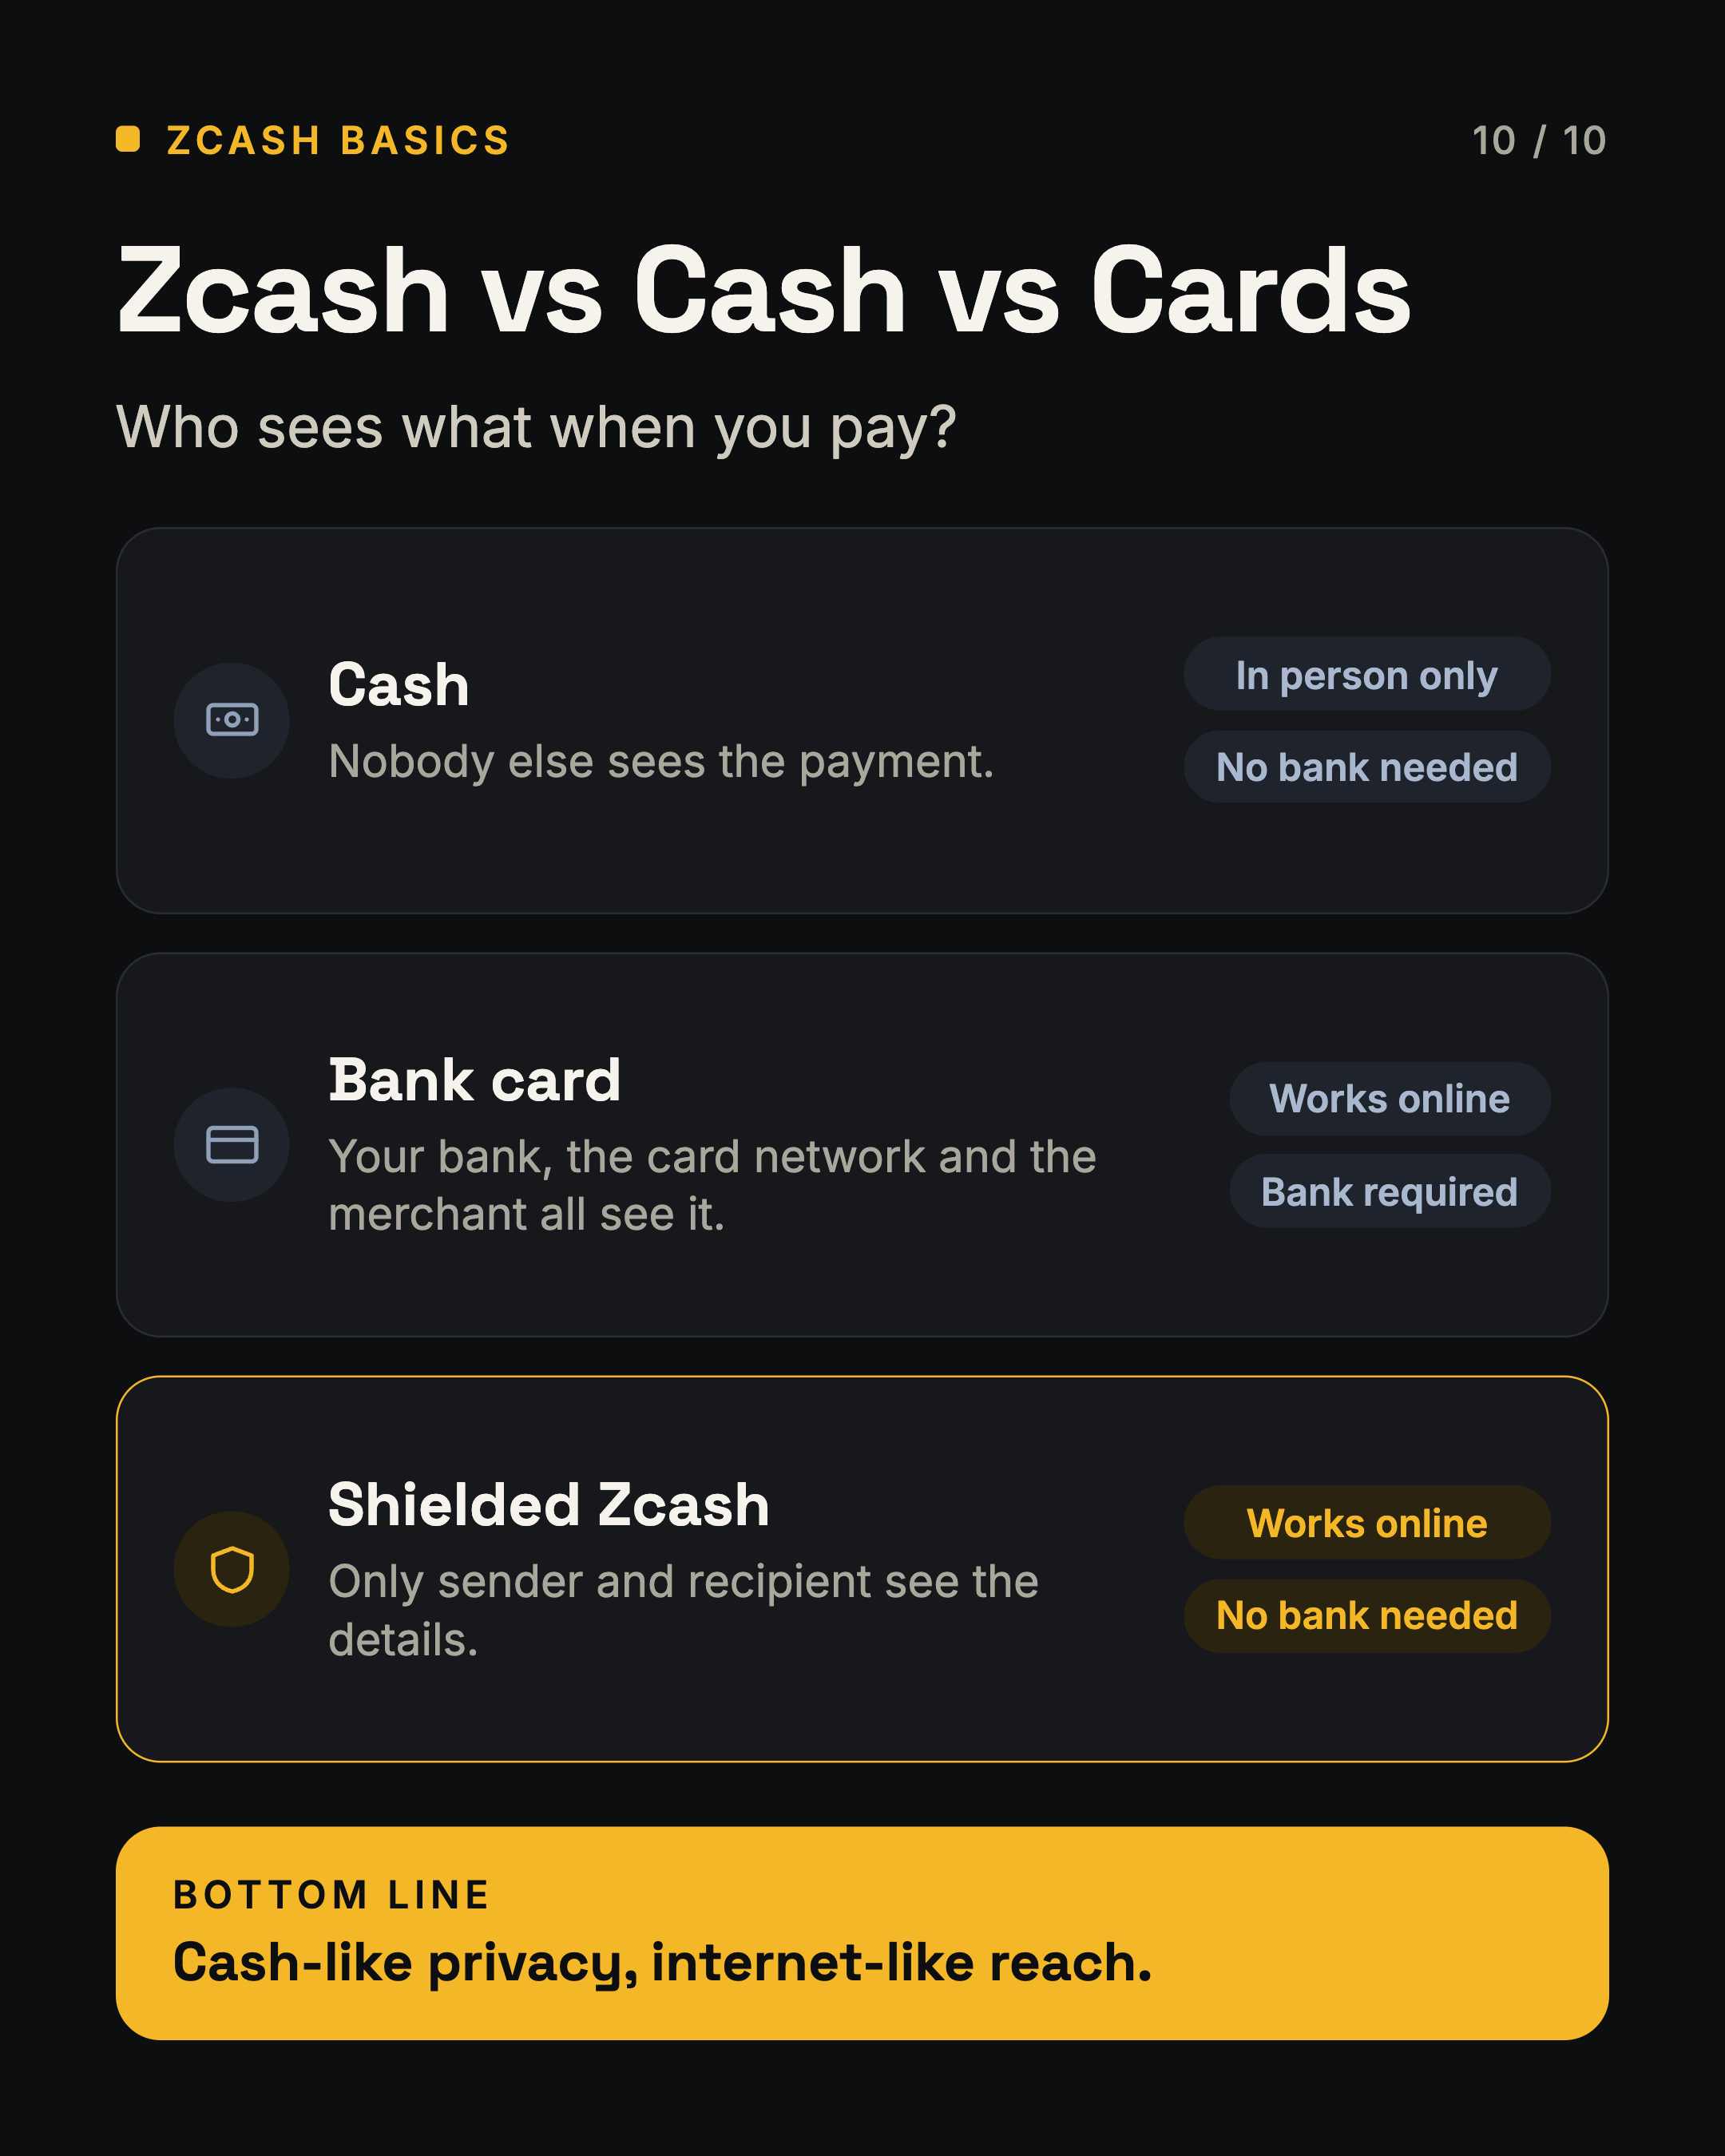 ZCASH BASICS
10 / 10
Zcash vs Cash vs Cards
Who sees what when you pay?
Cash
Nobody else sees the payment.
In person only
No bank needed
Bank card
Your bank, the card network and the
merchant all see it.
Works online
Bank required
Shielded Zcash
Only sender and recipient see the
details.
Works online
No bank needed
BOTTOM LINE
Cash-like privacy, internet-like reach.